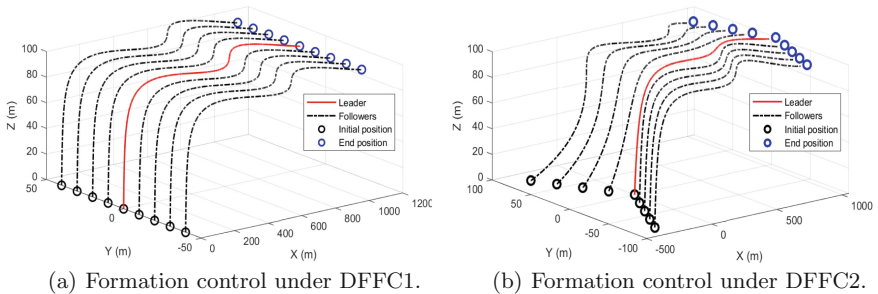 100
80
60
40
20
0
Z (m)
50
0
-50
Y (m)
0
200
400
600
800
1000
1200
X (m)
Leader
Followers
Initial position
End position
(a) Formation control under DFFC1.
100
80
60
40
20
0
Z (m)
100
50
0
-50
-100
Y (m)
-500
0
500
1000
X (m)
Leader
Followers
Initial position
End position
(b) Formation control under DFFC2.